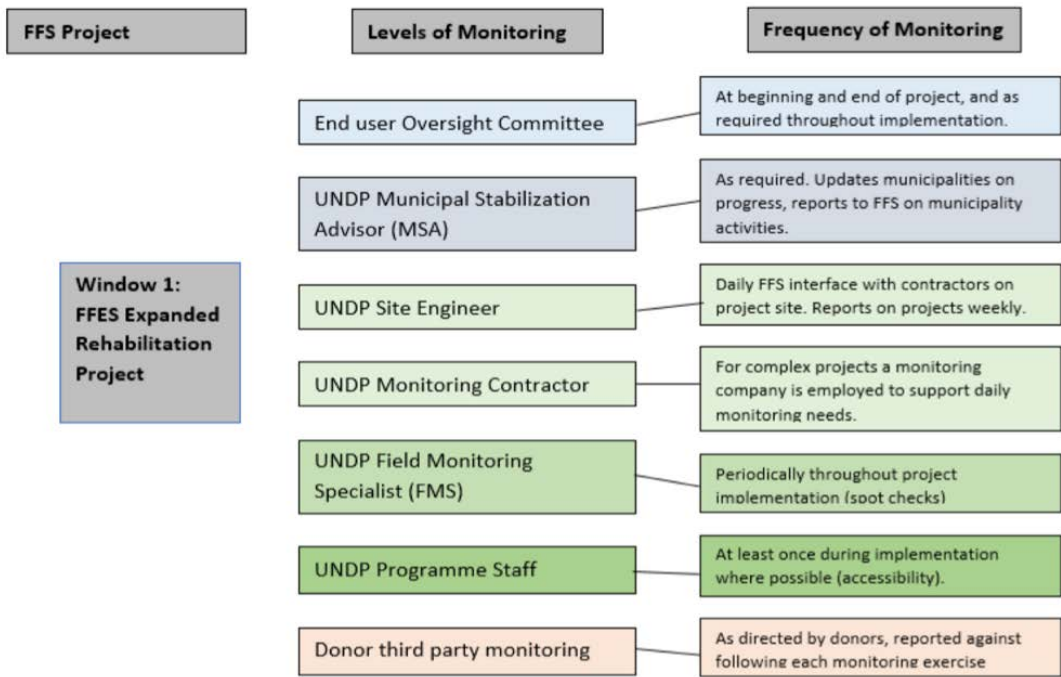 FFS Project
Levels of Monitoring
Frequency of Monitoring
Window 1:
FFES Expanded
Rehabilitation
Project
End user Oversight Committee
At beginning and end of project, and as
required throughout implementation.
UNDP Municipal Stabilization
Advisor (MSA)
As required. Updates municipalities on
progress, reports to FFS on municipality
activities.
UNDP Site Engineer
Daily FFS interface with contractors on
project site. Reports on projects weekly.
UNDP Monitoring Contractor
For complex projects a monitoring
company is employed to support daily
monitoring needs.
UNDP Field Monitoring
Specialist (FMS)
Periodically throughout project
implementation (spot checks)
UNDP Programme Staff
At least once during implementation
where possible (accessibility).
Donor third party monitoring
As directed by donors, reported against
following each monitoring exercise